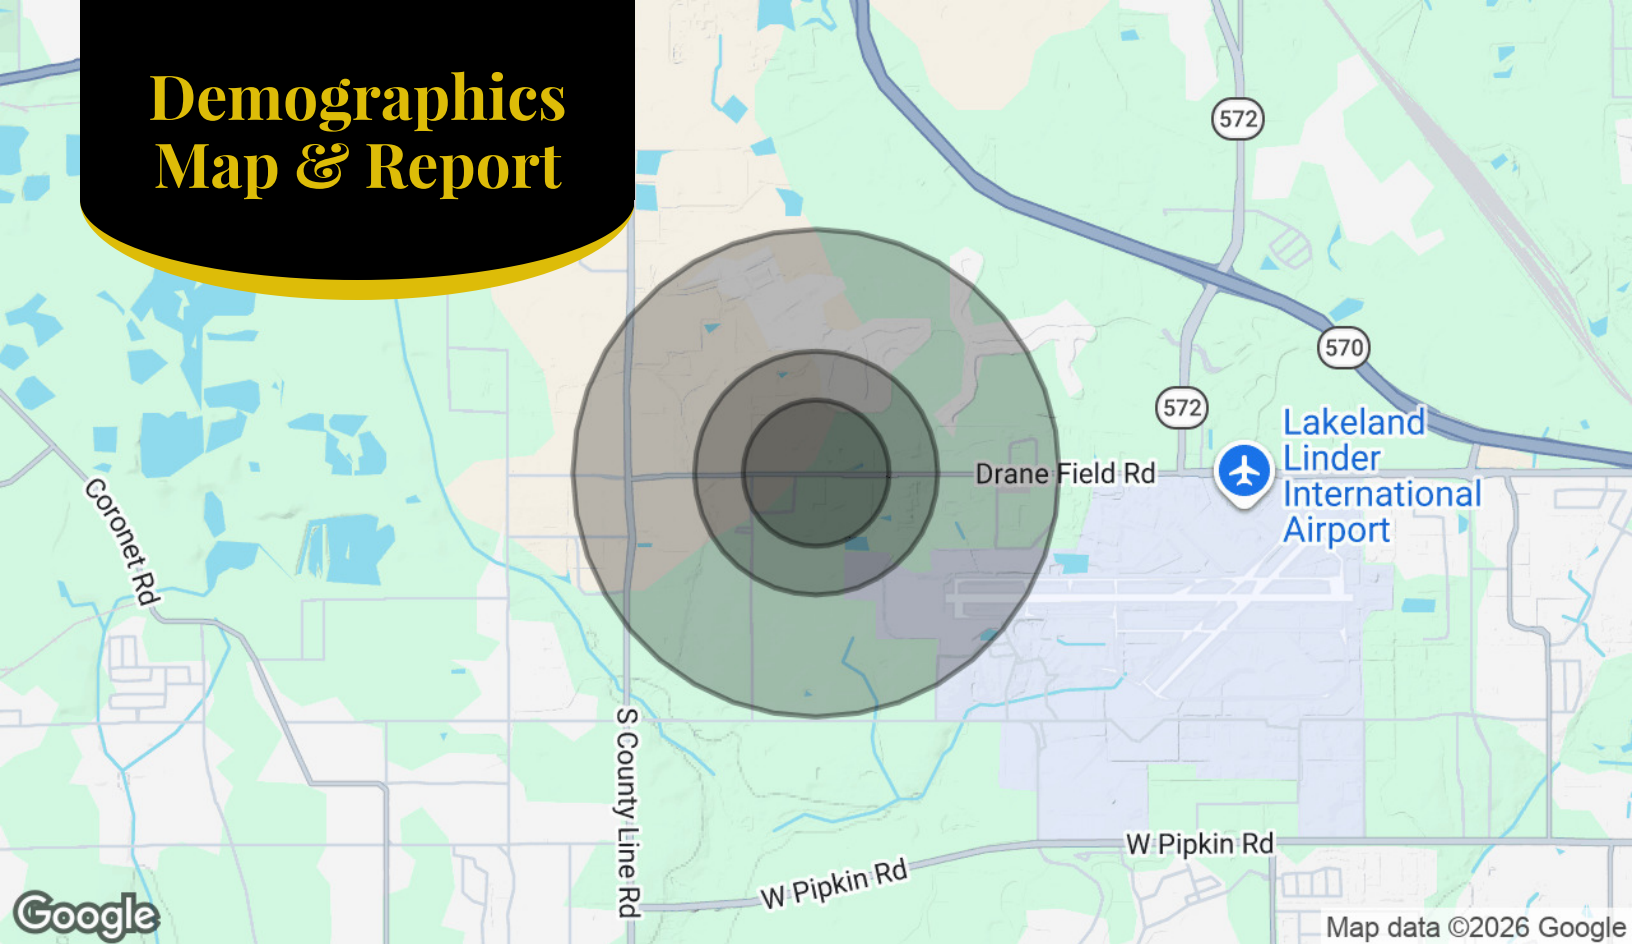 Demographics
Map & Report
572
570
572
Lakeland
Linder
International
Airport
Drane Field Rd
Coronet Rd
S County Line Rd
W Pipkin Rd
W Pipkin Rd
Google
Map data ©2026 Google